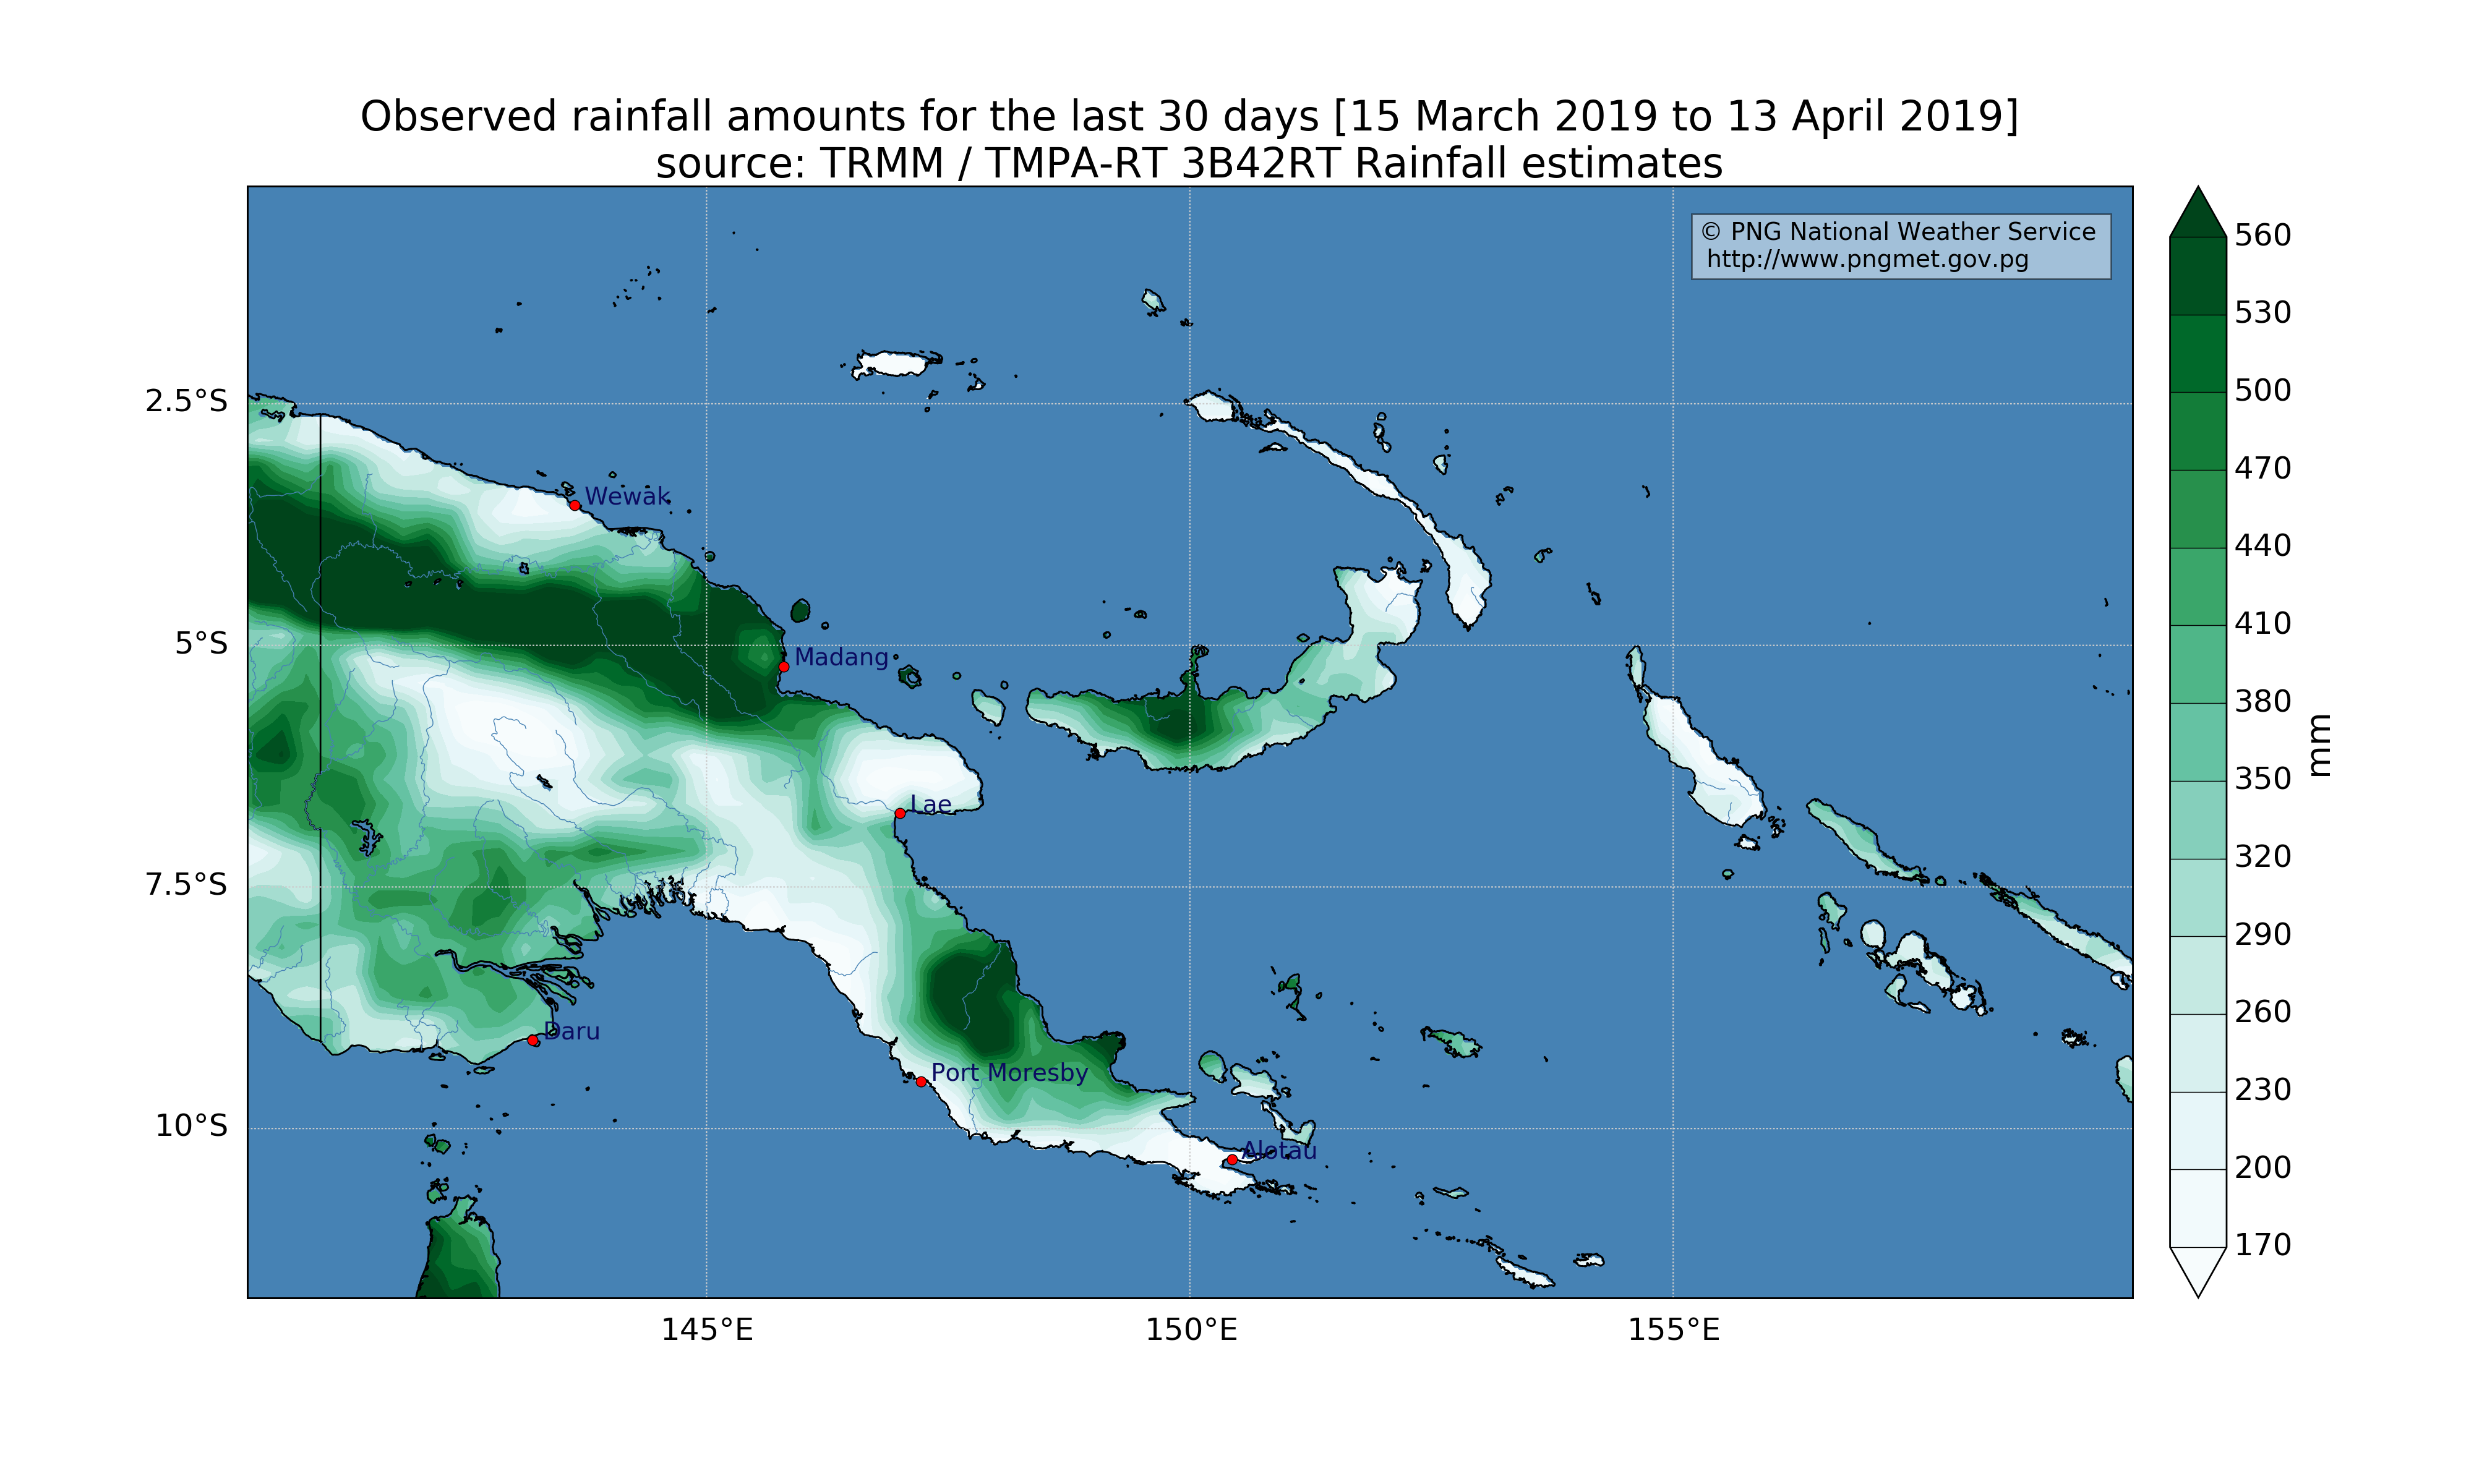 Observed rainfall amounts for the last 30 days [15 March 2019 to 13 April 2019]
source: TRMM / TMPA-RT 3B42RT Rainfall estimates
© PNG National Weather Service
http://www.pngmet.gov.pg
2.5°S
5°S
7.5°S
10°S
Wewak
Madang
Lae
Daru
Port Moresby
Alotau
145°E
150°E
155°E
560
530
500
470
440
410
380
350
320
290
260
230
200
170
mm